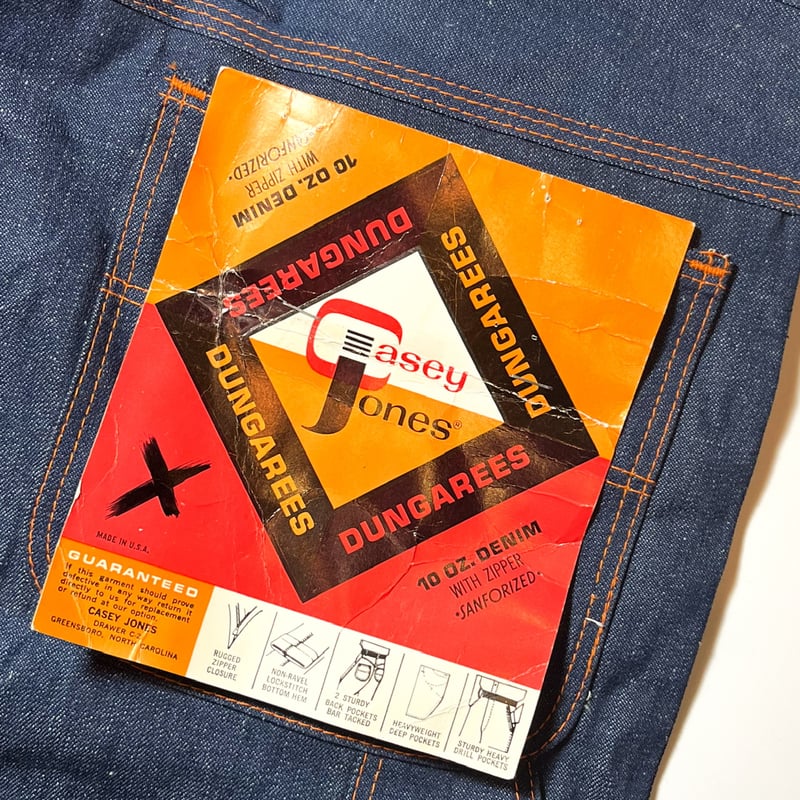 10 OZ. DENIM
WITH ZIPPER
•SANFORIZED•
DUNGAREES
DUNGAREES
DUNGAREES
DUNGAREES
Casey
Jones®
10 OZ. DENIM
WITH ZIPPER
•SANFORIZED•
MADE IN U.S.A.
GUARANTEED
If this garment should prove
defective in any way return it
directly to us for replacement
or refund at our option.
CASEY JONES
DRAWER C-2
GREENSBORO, NORTH CAROLINA
RUGGED
ZIPPER
CLOSURE
NON-RAVEL
LOCKSTITCH
BOTTOM HEM
2 STURDY
BACK POCKETS
BAR TACKED
HEAVYWEIGHT
DEEP POCKETS
STURDY HEAVY
DRILL POCKETS